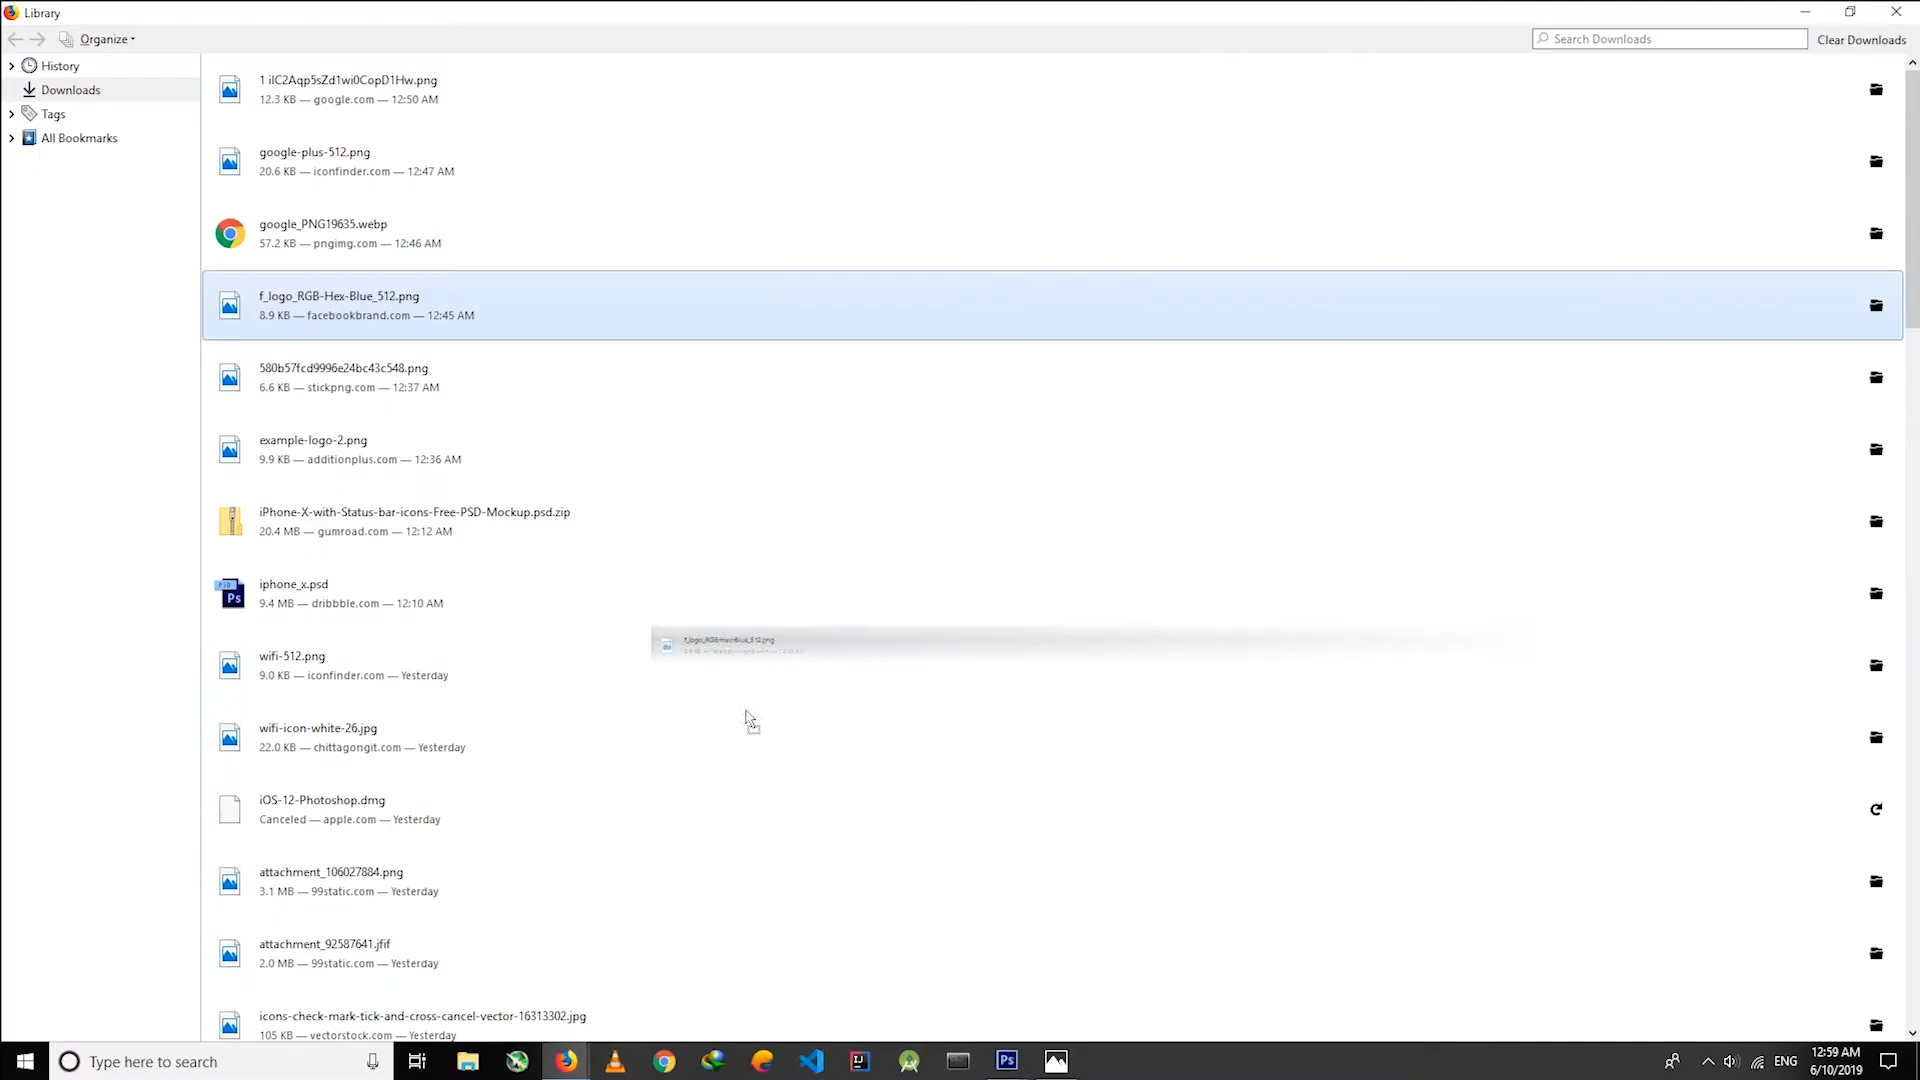 Library
Organize
Search Downloads
Clear Downloads
History
Downloads
Tags
All Bookmarks
1 ilC2Aqp5sZd1wi0CopD1Hw.png
12.3 KB — google.com — 12:50 AM
google-plus-512.png
20.6 KB — iconfinder.com — 12:47 AM
google_PNG19635.webp
57.2 KB — pngimg.com — 12:46 AM
f_logo_RGB-Hex-Blue_512.png
8.9 KB — facebookbrand.com — 12:45 AM
580b57fcd9996e24bc43c548.png
6.6 KB — stickpng.com — 12:37 AM
example-logo-2.png
9.9 KB — additionplus.com — 12:36 AM
iPhone-X-with-Status-bar-icons-Free-PSD-Mockup.psd.zip
20.4 MB — gumroad.com — 12:12 AM
PSD
Ps
iphone_x.psd
9.4 MB — dribbble.com — 12:10 AM
f_logo_RGB-Hex-Blue_512.png
wifi-512.png
9.0 KB — iconfinder.com — Yesterday
wifi-icon-white-26.jpg
22.0 KB — chittagongit.com — Yesterday
iOS-12-Photoshop.dmg
Canceled — apple.com — Yesterday
attachment_106027884.png
3.1 MB — 99static.com — Yesterday
attachment_92587641.jfif
2.0 MB — 99static.com — Yesterday
icons-check-mark-tick-and-cross-cancel-vector-16313302.jpg
105 KB — vectorstock.com — Yesterday
Type here to search
IJ
Ps
ENG
12:59 AM
6/10/2019